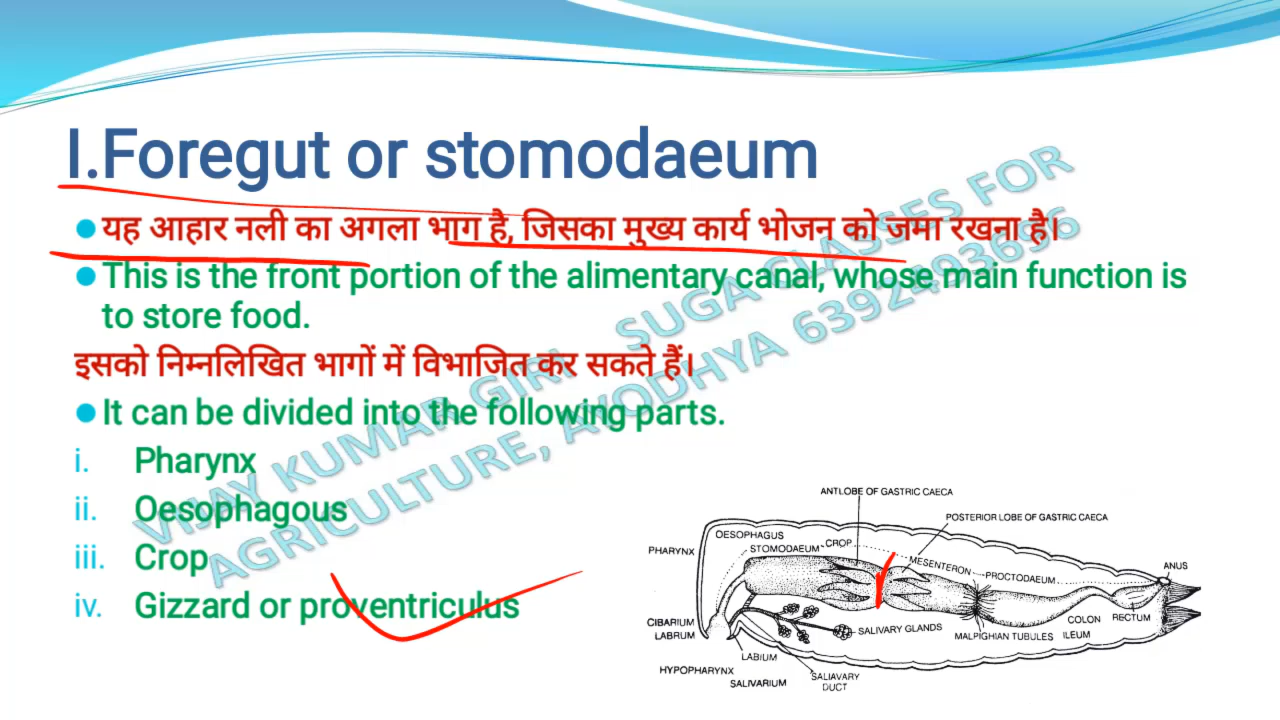 I.Foregut or stomodaeum
यह आहार नली का अगला भाग है, जिसका मुख्य कार्य भोजन को जमा रखना है।
This is the front portion of the alimentary canal, whose main function is
to store food.
इसको निम्नलिखित भागों में विभाजित कर सकते हैं।
It can be divided into the following parts.
i. Pharynx
ii. Oesophagous
iii. Crop
iv. Gizzard or proventriculus
VIJAY KUMAR GIRI SUGA CLASSES FOR
AGRICULTURE, AYODHYA 6392493696
ANTLOBE OF GASTRIC CAECA
POSTERIOR LOBE OF GASTRIC CAECA
OESOPHAGUS
PHARYNX
STOMODAEUM
CROP
MESENTERON
PROCTODAEUM
ANUS
CIBARIUM
LABRUM
SALIVARY GLANDS
MALPIGHIAN TUBULES
ILEUM
COLON
RECTUM
LABIUM
HYPOPHARYNX
SALIVARIUM
SALIAVARY
DUCT